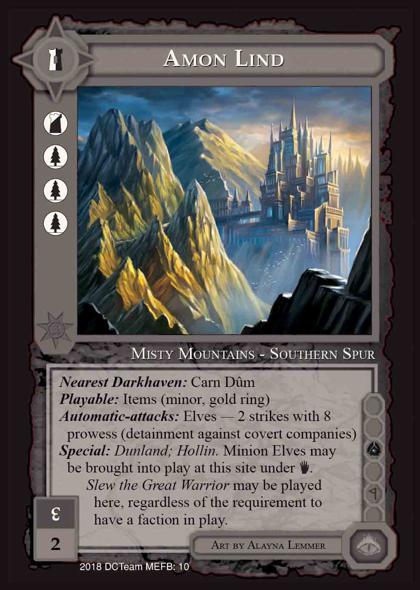 Amon Lind
Misty Mountains - Southern Spur
Nearest Darkhaven: Carn Dûm
Playable: Items (minor, gold ring)
Automatic-attacks: Elves — 2 strikes with 8
prowess (detainment against covert companies)
Special: Dunland; Hollin. Minion Elves may
be brought into play at this site under .
Slew the Great Warrior may be played
here, regardless of the requirement to
have a faction in play.
ε
2
Art by Alayna Lemmer
2018 DCTeam MEFB: 10